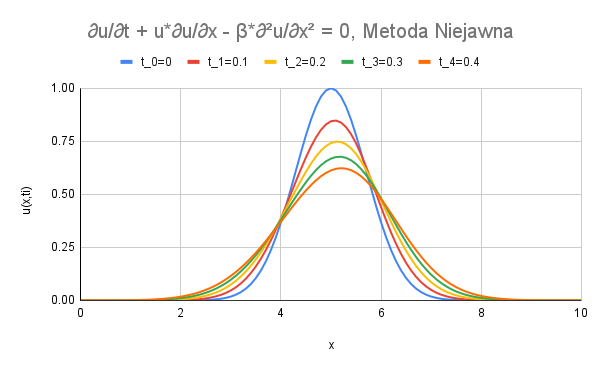 ∂u/∂t + u*∂u/∂x - β*∂²u/∂x² = 0, Metoda Niejawna
t_0=0 t_1=0.1 t_2=0.2 t_3=0.3 t_4=0.4
1.00
0.75
0.50
0.25
0.00
u(x,ti)
0 2 4 6 8 10
x